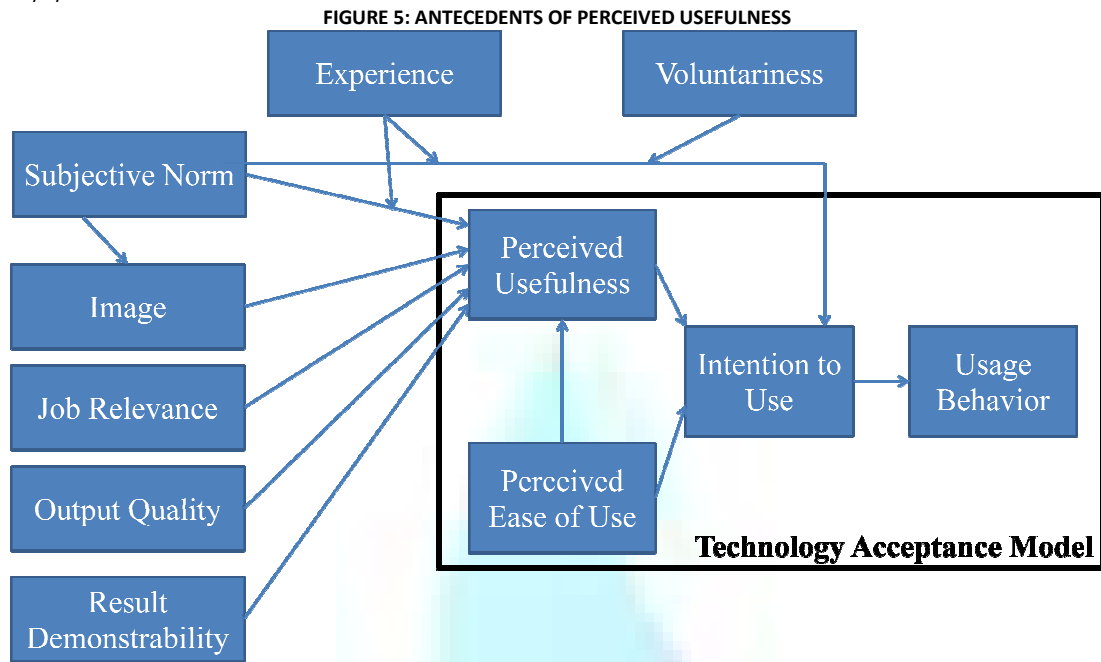 FIGURE 5: ANTECEDENTS OF PERCEIVED USEFULNESS
Experience
Voluntariness
Subjective Norm
Perceived
Usefulness
Image
Intention to
Use
Usage
Behavior
Job Relevance
Perceived
Ease of Use
Output Quality
Technology Acceptance Model
Result
Demonstrability